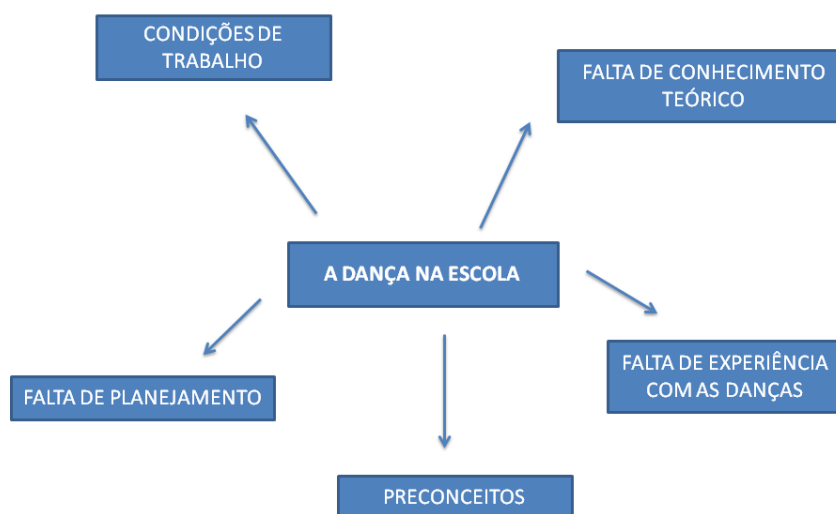 CONDIÇÕES DE
TRABALHO
FALTA DE CONHECIMENTO
TEÓRICO
A DANÇA NA ESCOLA
FALTA DE PLANEJAMENTO
FALTA DE EXPERIÊNCIA
COM AS DANÇAS
PRECONCEITOS